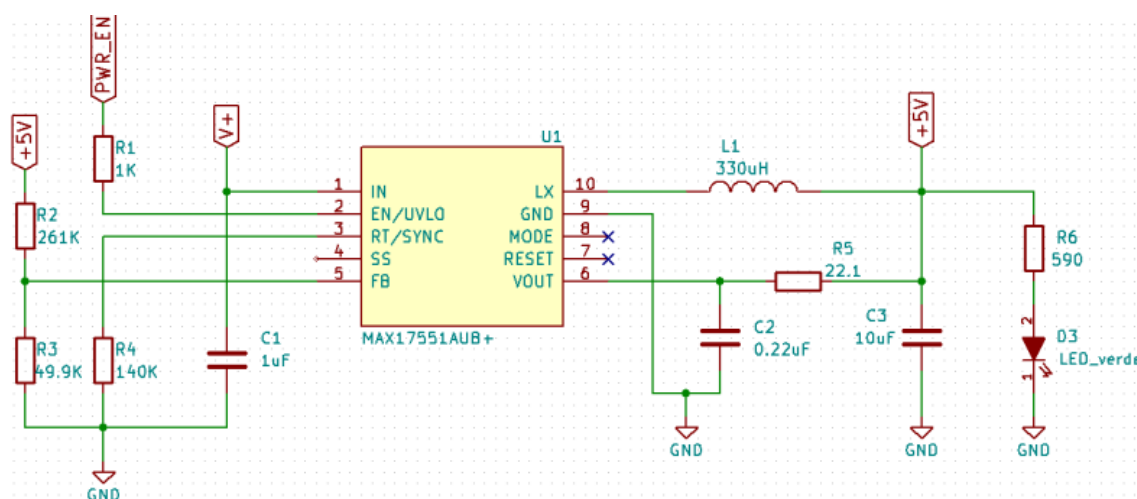 PWR_EN
+5V
R1
1K
V+
R2
261K
R3
49.9K
R4
140K
C1
1uF
U1
1 IN
2 EN/UVLO
3 RT/SYNC
4 SS
5 FB
LX 10
GND 9
MODE 8
RESET 7
VOUT 6
MAX17551AUB+
L1
330uH
+5V
R5
22.1
C2
0.22uF
C3
10uF
R6
590
2
D3
LED_verde
1
GND
GND
GND
GND